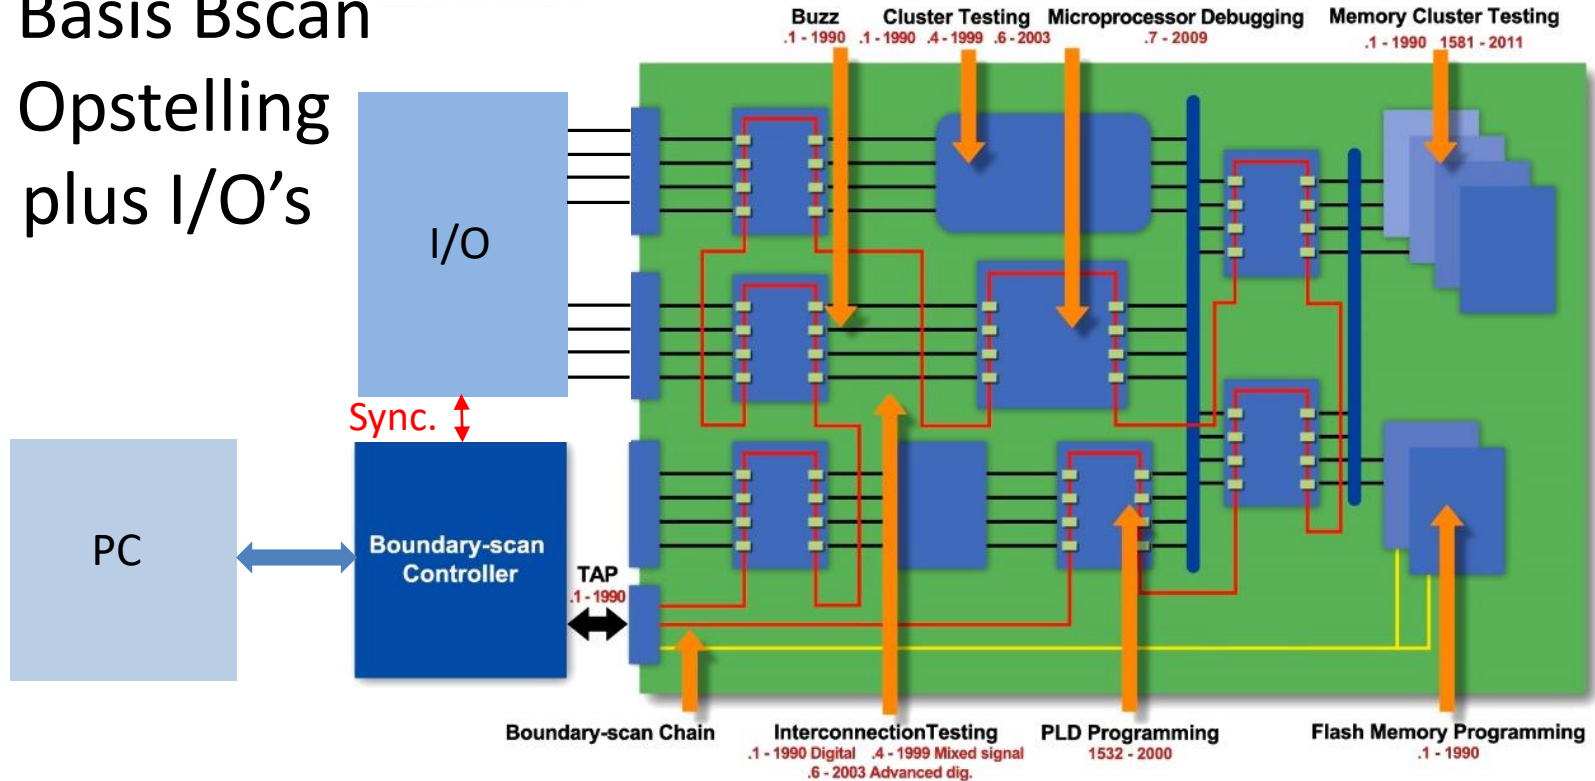 Basis Bscan
Opstelling
plus I/O's
Buzz
.1 - 1990
Cluster Testing
.1 - 1990 .4 - 1999 .6 - 2003
Microprocessor Debugging
.7 - 2009
Memory Cluster Testing
.1 - 1990 1581 - 2011
I/O
Sync.
PC
Boundary-scan
Controller
TAP
.1 - 1990
Boundary-scan Chain
InterconnectionTesting
.1 - 1990 Digital .4 - 1999 Mixed signal
.6 - 2003 Advanced dig.
PLD Programming
1532 - 2000
Flash Memory Programming
.1 - 1990